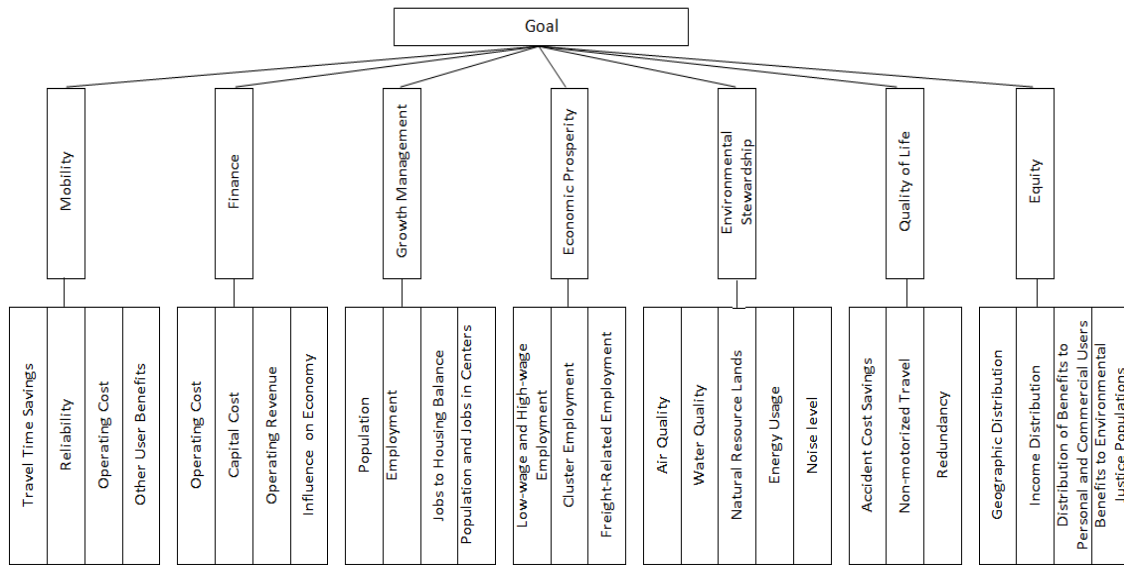 Goal
Mobility
Finance
Growth Management
Economic Prosperity
Environmental
Stewardship
Quality of Life
Equity
Travel Time Savings
Reliability
Operating Cost
Other User Benefits
Operating Cost
Capital Cost
Operating Revenue
Influence on Economy
Population
Employment
Jobs to Housing Balance
Population and Jobs in Centers
Low-wage and High-wage
Employment
Cluster Employment
Freight-Related Employment
Air Quality
Water Quality
Natural Resource Lands
Energy Usage
Noise level
Accident Cost Savings
Non-motorized Travel
Redundancy
Geographic Distribution
Income Distribution
Distribution of Benefits to
Personal and Commercial Users
Benefits to Environmental
Justice Populations